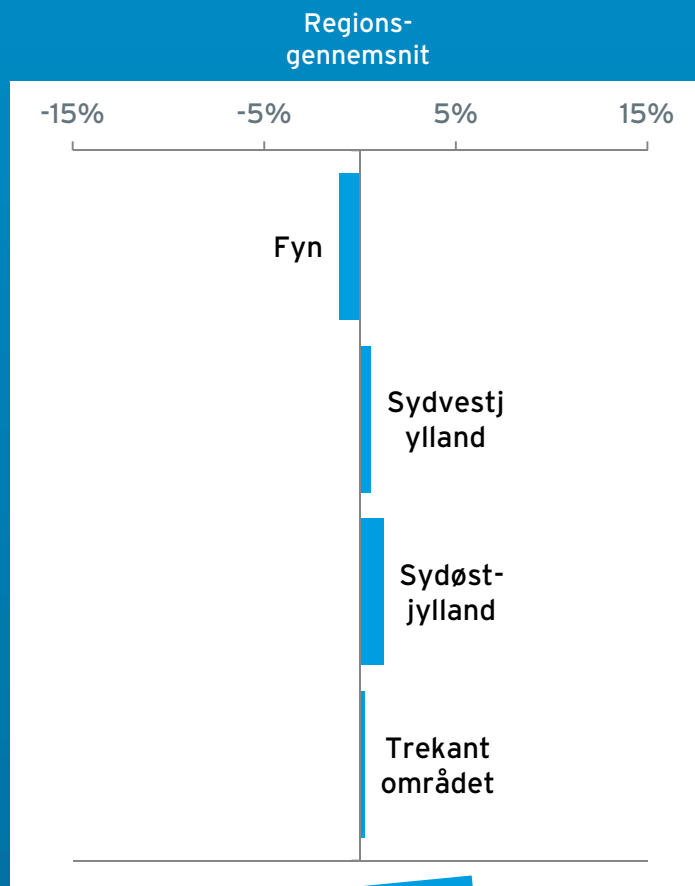 Regions-
gennemsnit
-15% -5% 5% 15%
Fyn
Sydvestj
ylland
Sydøst-
jylland
Trekant
området